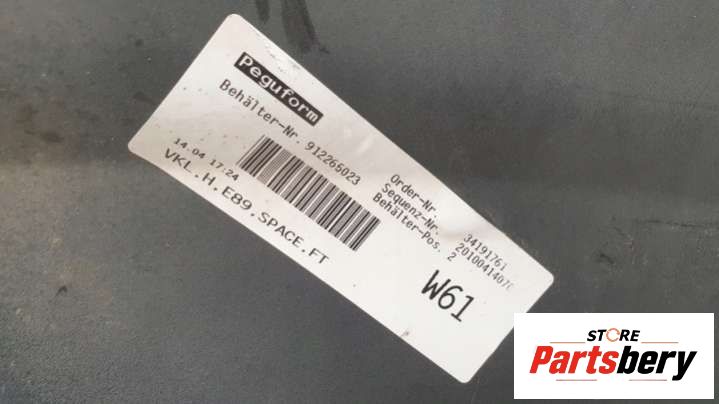 Peguform
Behälter-Nr. 912265023
Order-Nr. 34191761
Sequenz-Nr. 2010041407
Behälter-Pos. 2
14.04 17:24
VKL.H.E89,SPACE,FT
W61
STORE
Partsbery